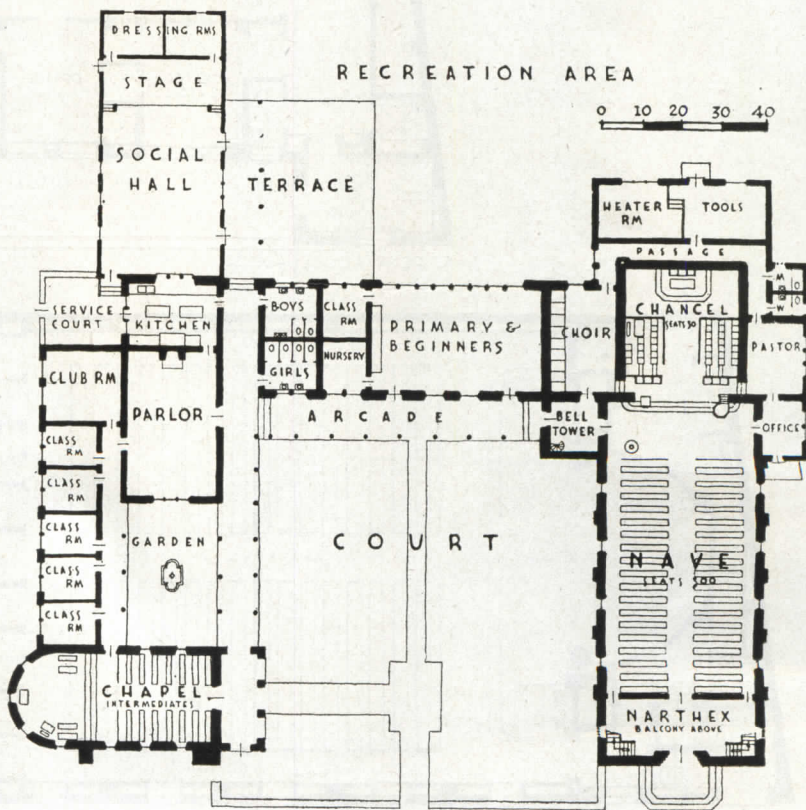 DRESSING RMS
STAGE
RECREATION AREA
0 10 20 30 40
SOCIAL
HALL
TERRACE
HEATER
RM
TOOLS
PASSAGE
M
W
SERVICE
COURT
KITCHEN
BOYS
CLASS
RM
PRIMARY &
BEGINNERS
CHOIR
CHANCEL
SEATS 50
PASTOR
GIRLS
NURSERY
CLUB RM
PARLOR
ARCADE
BELL
TOWER
OFFICE
CLASS
RM
CLASS
RM
CLASS
RM
CLASS
RM
CLASS
RM
GARDEN
COURT
NAVE
SEATS 500
CHAPEL
INTERMEDIATES
NARTHEX
BALCONY ABOVE